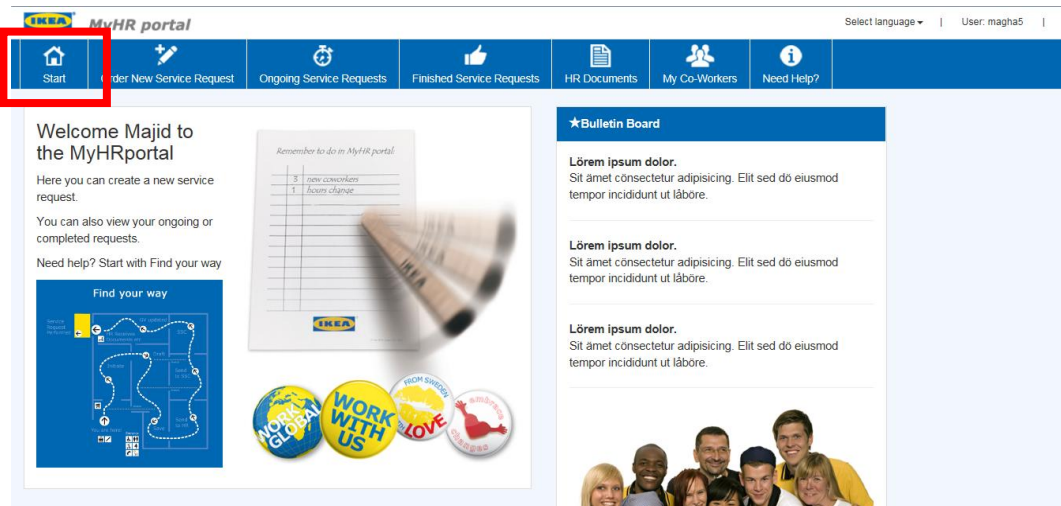 IKEA MyHR portal
Select language | User: magha5 |
Start
Order New Service Request
Ongoing Service Requests
Finished Service Requests
HR Documents
My Co-Workers
Need Help?
Welcome Majid to
the MyHRportal
Here you can create a new service
request.
You can also view your ongoing or
completed requests.
Need help? Start with Find your way
Find your way
Draft
Save
Remember to do in MyHR portal:
3 new coworkers
1 hours change
IKEA
IKEA
WORK
GLOBAL
WORK
WITH
US
FROM SWEDEN
WITH
LOVE
embrace
changes
★Bulletin Board
Lörem ipsum dolor.
Sit ämet cönsectetur adipisicing. Elit sed dö eiusmod
tempor incididunt ut låböre.
Lörem ipsum dolor.
Sit ämet cönsectetur adipisicing. Elit sed dö eiusmod
tempor incididunt ut låböre.
Lörem ipsum dolor.
Sit ämet cönsectetur adipisicing. Elit sed dö eiusmod
tempor incididunt ut låböre.